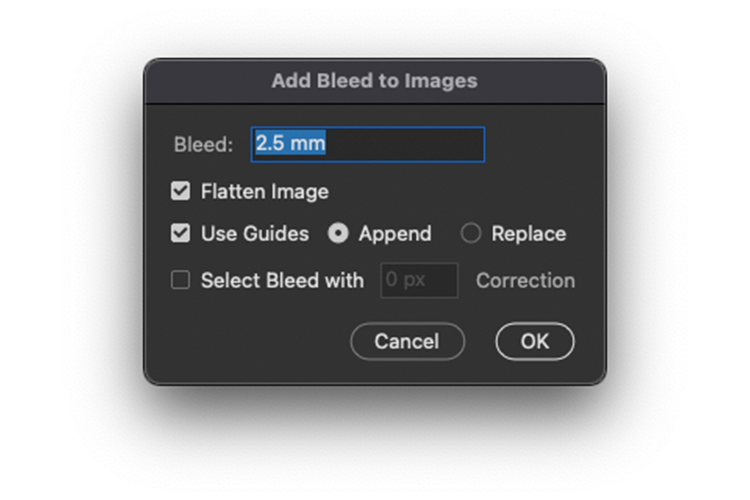 Add Bleed to Images
Bleed: 2.5 mm
Flatten Image
Use Guides Append Replace
Select Bleed with 0 px Correction
Cancel OK